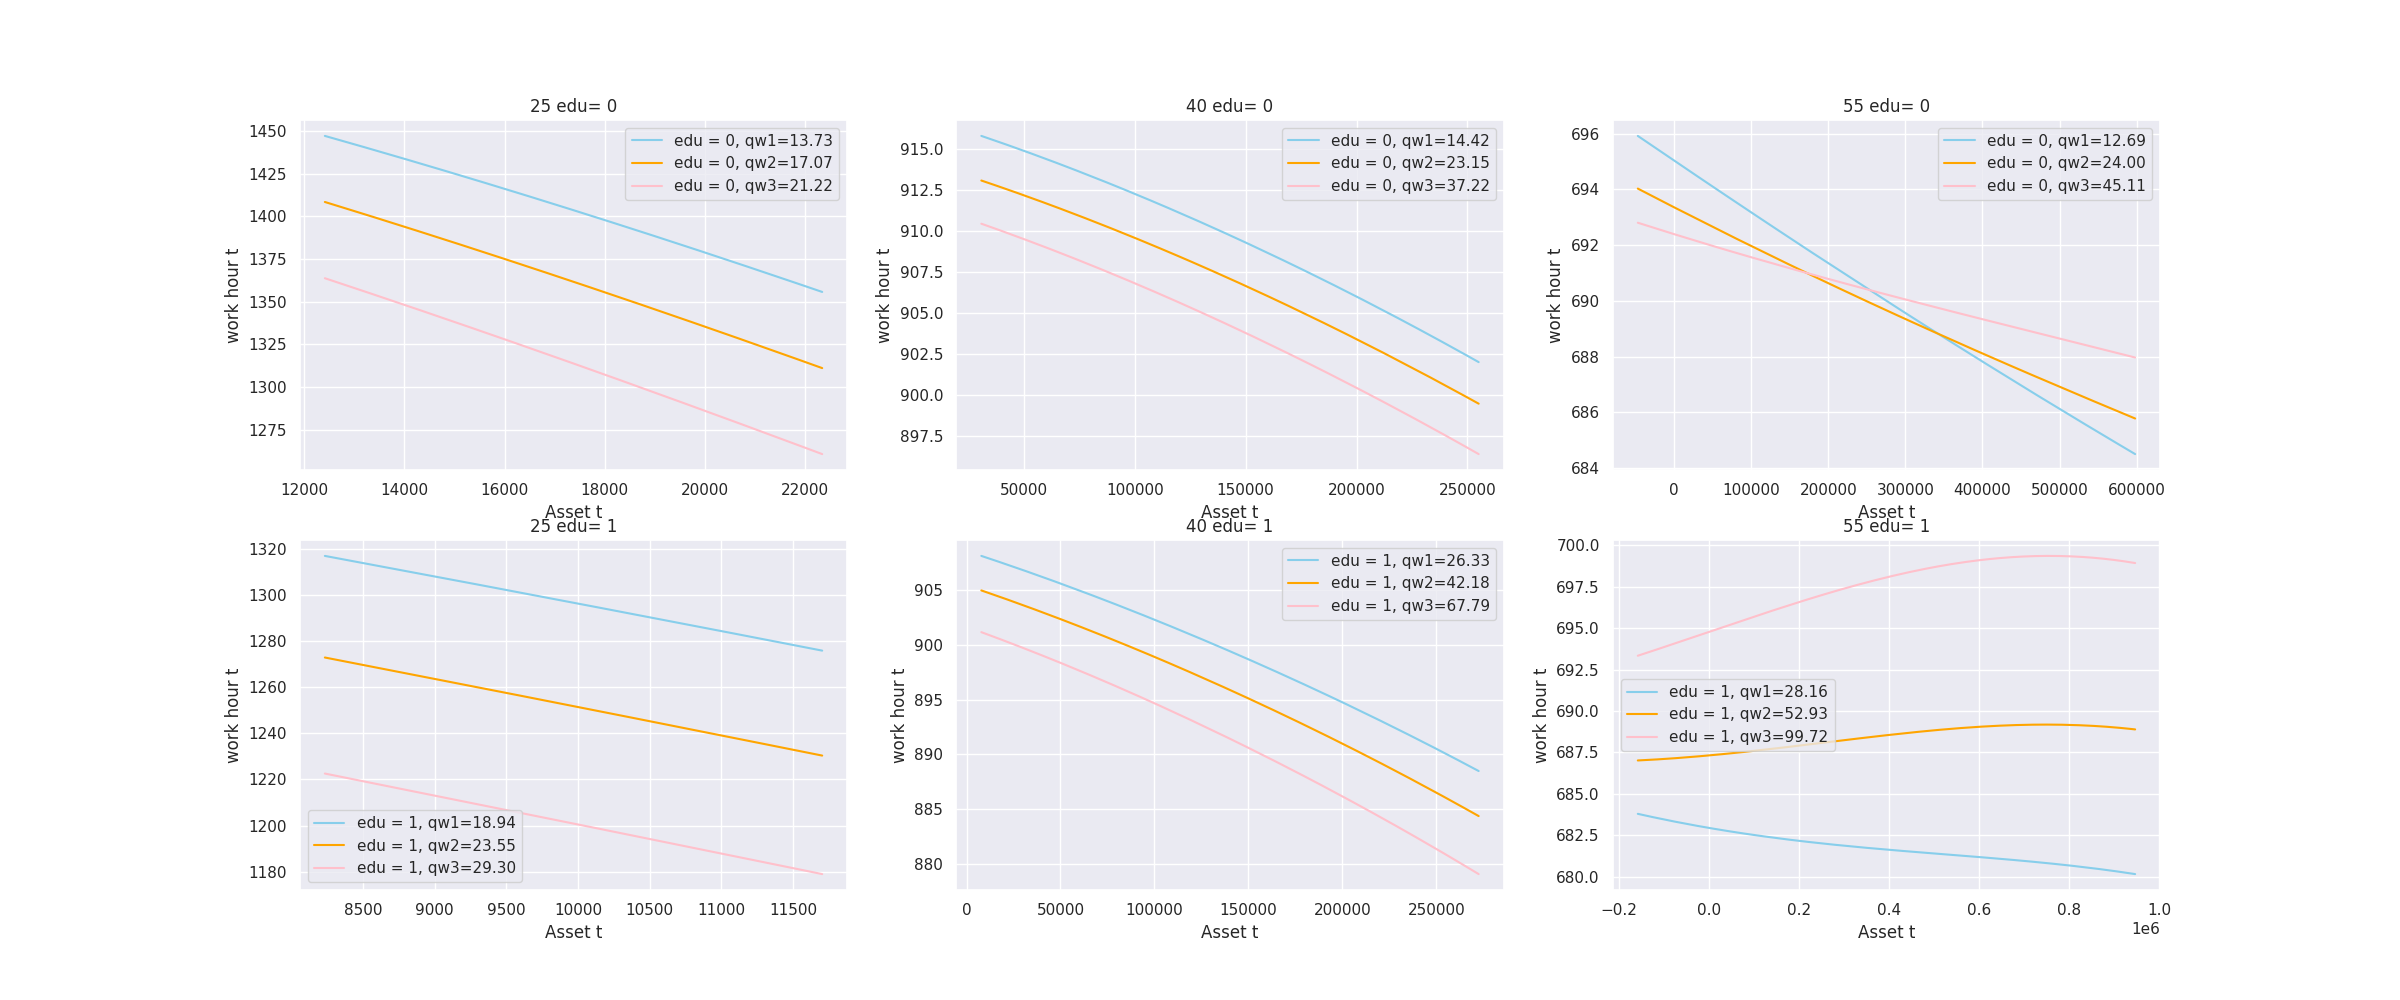 25 edu= 0
1450
1425
1400
1375
1350
1325
1300
1275
work hour t
edu = 0, qw1=13.73
edu = 0, qw2=17.07
edu = 0, qw3=21.22
12000 14000 16000 18000 20000 22000
Asset t
40 edu= 0
915.0
912.5
910.0
907.5
905.0
902.5
900.0
897.5
work hour t
edu = 0, qw1=14.42
edu = 0, qw2=23.15
edu = 0, qw3=37.22
50000 100000 150000 200000 250000
Asset t
55 edu= 0
696
694
692
690
688
686
684
work hour t
edu = 0, qw1=12.69
edu = 0, qw2=24.00
edu = 0, qw3=45.11
0 100000 200000 300000 400000 500000 600000
Asset t
25 edu= 1
1320
1300
1280
1260
1240
1220
1200
1180
work hour t
edu = 1, qw1=18.94
edu = 1, qw2=23.55
edu = 1, qw3=29.30
8500 9000 9500 10000 10500 11000 11500
Asset t
40 edu= 1
905
900
895
890
885
880
work hour t
edu = 1, qw1=26.33
edu = 1, qw2=42.18
edu = 1, qw3=67.79
0 50000 100000 150000 200000 250000
Asset t
55 edu= 1
700.0
697.5
695.0
692.5
690.0
687.5
685.0
682.5
680.0
work hour t
edu = 1, qw1=28.16
edu = 1, qw2=52.93
edu = 1, qw3=99.72
−0.2 0.0 0.2 0.4 0.6 0.8 1.0
1e6
Asset t